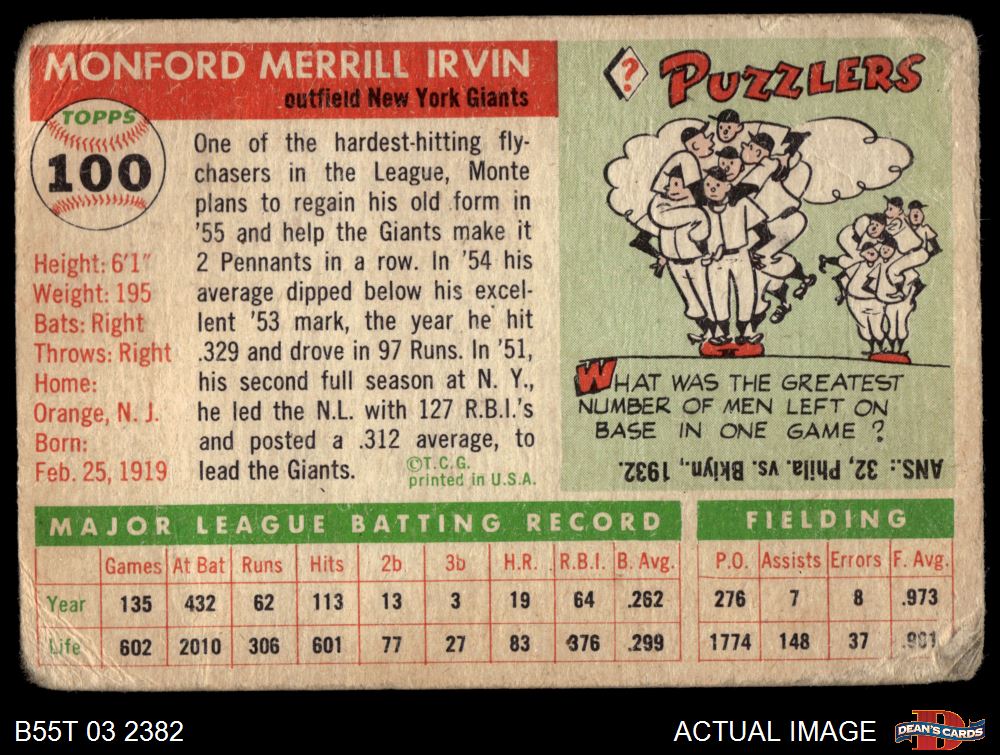 MONFORD MERRILL IRVIN
outfield New York Giants
TOPPS
100
Height: 6'1"
Weight: 195
Bats: Right
Throws: Right
Home:
Orange, N. J.
Born:
Feb. 25, 1919
One of the hardest-hitting fly-
chasers in the League, Monte
plans to regain his old form in
'55 and help the Giants make it
2 Pennants in a row. In '54 his
average dipped below his excel-
lent '53 mark, the year he hit
.329 and drove in 97 Runs. In '51,
his second full season at N. Y.,
he led the N.L. with 127 R.B.I.'s
and posted a .312 average, to
lead the Giants.
©T.C.G.
printed in U.S.A.
?
PUZZLERS
WHAT WAS THE GREATEST
NUMBER OF MEN LEFT ON
BASE IN ONE GAME?
ANS.: 32, Phila. vs. Bklyn., 1932.
MAJOR LEAGUE BATTING RECORD FIELDING
Games At Bat Runs Hits 2b 3b H.R. R.B.I. B. Avg. P.O. Assists Errors F. Avg.
Year 135 432 62 113 13 3 19 64 .262 276 7 8 .973
Life 602 2010 306 601 77 27 83 376 .299 1774 148 37
B55T 03 2382
ACTUAL IMAGE
DEAN'S CARDS